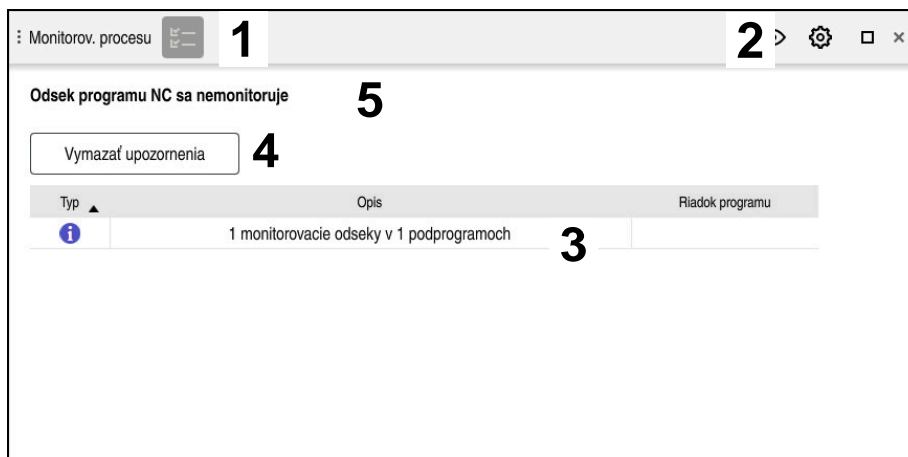 Monitorov. procesu 1 2
Odsek programu NC sa nemonitoruje 5
Vymazať upozornenia 4
Typ Opis Riadok programu
1 monitorovacie odseky v 1 podprogramoch 3